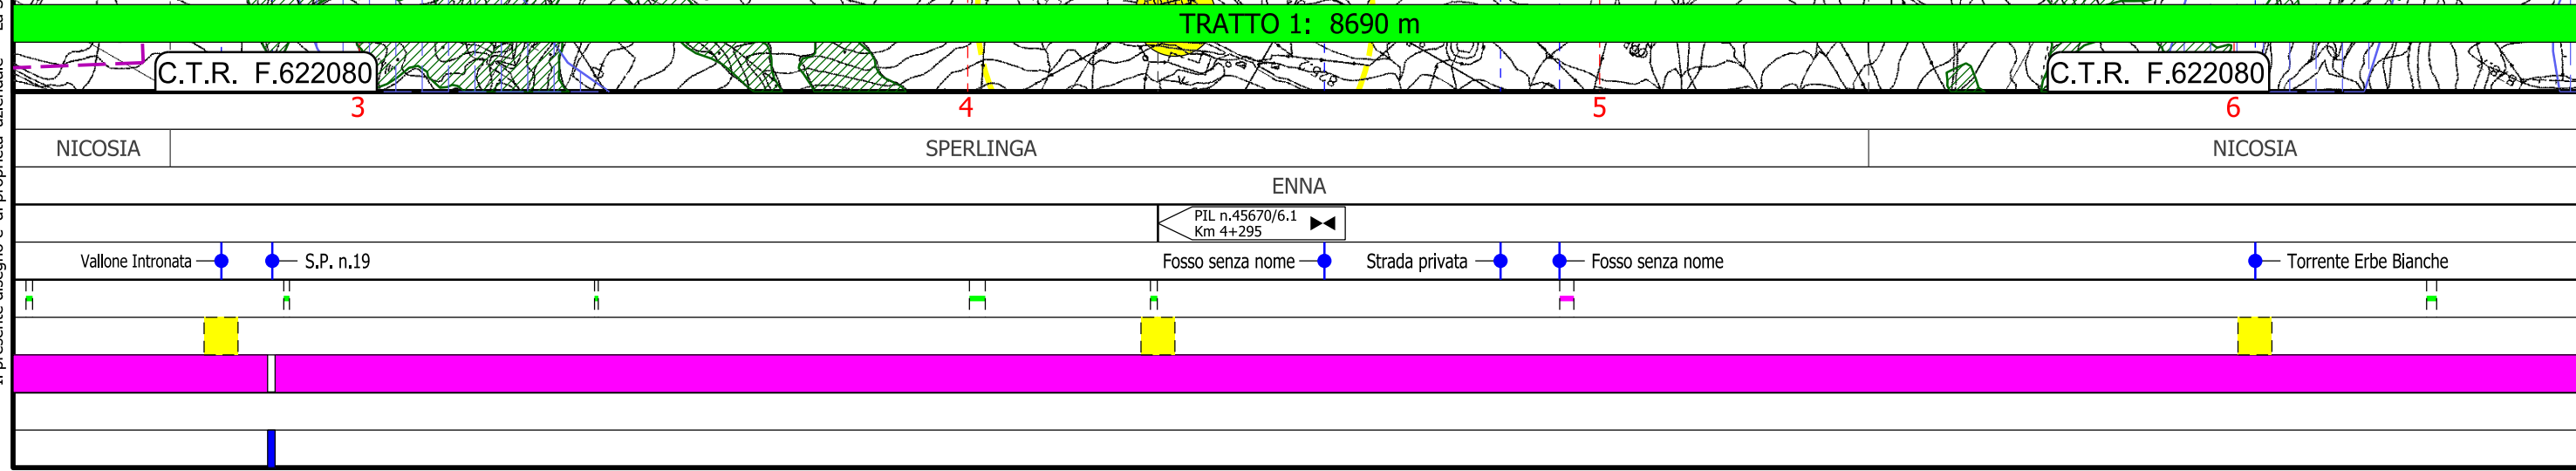 TRATTO 1: 8690 m
C.T.R. F.622080
C.T.R. F.622080
3 4 5 6
NICOSIA SPERLINGA NICOSIA
ENNA
PIL n.45670/6.1
Km 4+295
Vallone Intronata S.P. n.19 Fosso senza nome Strada privata Fosso senza nome Torrente Erbe Bianche